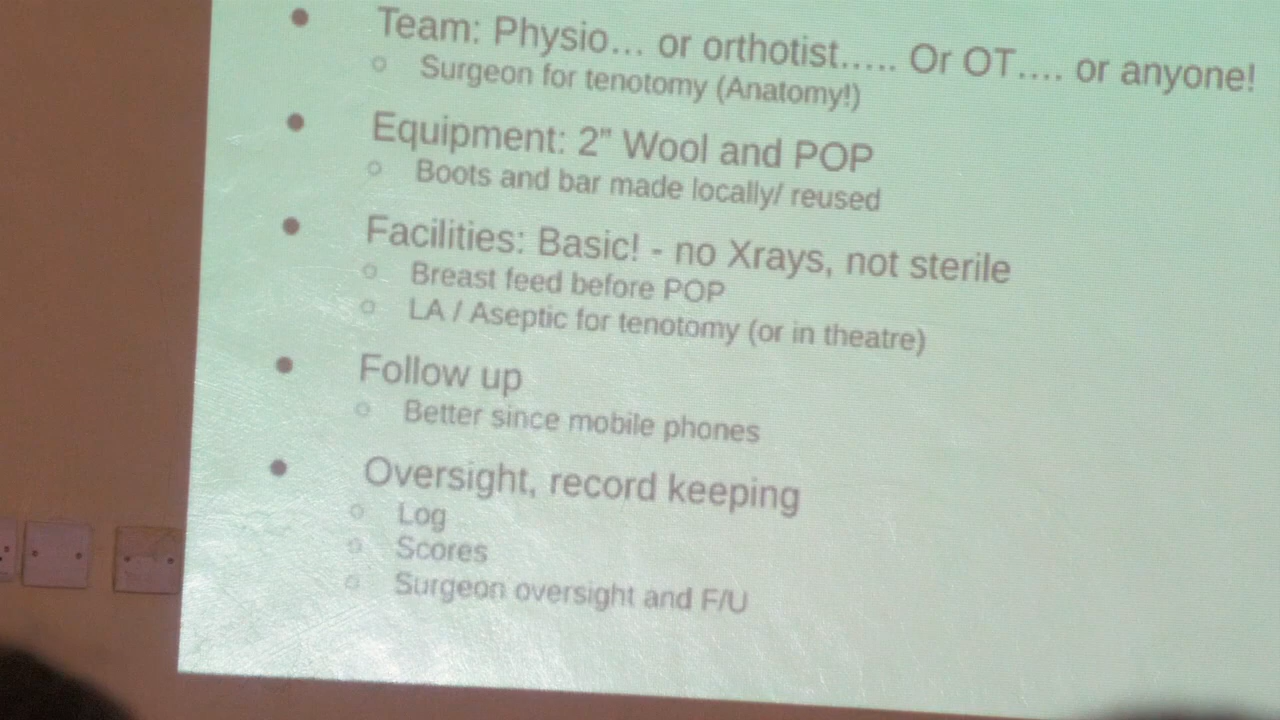 Team: Physio... or orthotist..... Or OT.... or anyone!
Surgeon for tenotomy (Anatomy!)
Equipment: 2" Wool and POP
Boots and bar made locally/ reused
Facilities: Basic! - no Xrays, not sterile
Breast feed before POP
LA / Aseptic for tenotomy (or in theatre)
Follow up
Better since mobile phones
Oversight, record keeping
Log
Scores
Surgeon oversight and F/U